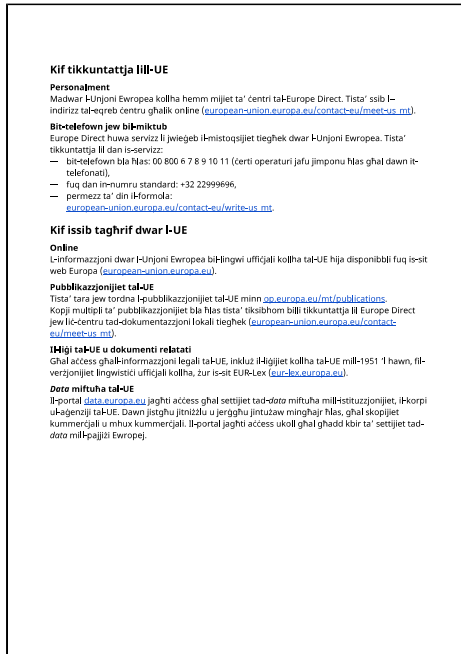 Kif tikkuntattja lill-UE
Personalment
Madwar l-Unjoni Ewropea kollha hemm mijiet ta' ċentri tal-Europe Direct. Tista' ssib l-
indirizz tal-eqreb ċentru għalik online (european-union.europa.eu/contact-eu/meet-us_mt).
Bit-telefown jew bil-miktub
Europe Direct huwa servizz li jwieġeb il-mistoqsijiet tiegħek dwar l-Unjoni Ewropea. Tista'
tikkuntattja lil dan is-servizz:
— bit-telefown bla ħlas: 00 800 6 7 8 9 10 11 (ċerti operaturi jafu jimponu ħlas għal dawn it-
telefonati),
— fuq dan in-numru standard: +32 22999696,
— permezz ta' din il-formola:
european-union.europa.eu/contact-eu/write-us_mt.
Kif issib tagħrif dwar l-UE
Online
L-informazzjoni dwar l-Unjoni Ewropea bil-lingwi uffiċjali kollha tal-UE hija disponibbli fuq is-sit
web Europa (european-union.europa.eu).
Pubblikazzjonijiet tal-UE
Tista' tara jew tordna l-pubblikazzjonijiet tal-UE minn op.europa.eu/mt/publications.
Kopji multipli ta' pubblikazzjonijiet bla ħlas tista' tiksibhom billi tikkuntattja lil Europe Direct
jew liċ-ċentru tad-dokumentazzjoni lokali tiegħek (european-union.europa.eu/contact-
eu/meet-us_mt).
Il-liġi tal-UE u dokumenti relatati
Għal aċċess għall-informazzjoni legali tal-UE, inkluż il-liġijiet kollha tal-UE mill-1951 'l hawn, fil-
verżjonijiet lingwistiċi uffiċjali kollha, żur is-sit EUR-Lex (eur-lex.europa.eu).
Data miftuħa tal-UE
Il-portal data.europa.eu jagħti aċċess għal settijiet tad-data miftuħa mill-istituzzjonijiet, il-korpi
u l-aġenziji tal-UE. Dawn jistgħu jitniżżlu u jerġgħu jintużaw mingħajr ħlas, għal skopijiet
kummerċjali u mhux kummerċjali. Il-portal jagħti aċċess ukoll għal għadd kbir ta' settijiet tad-
data mill-pajjiżi Ewropej.